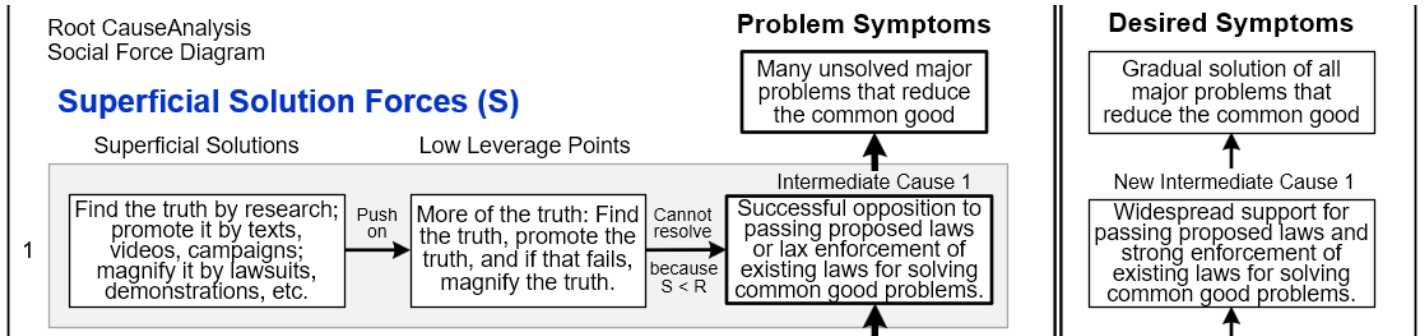 Root CauseAnalysis
Social Force Diagram
Superficial Solution Forces (S)
Superficial Solutions
Low Leverage Points
Problem Symptoms
Many unsolved major
problems that reduce
the common good
Desired Symptoms
Gradual solution of all
major problems that
reduce the common good
1
Find the truth by research;
promote it by texts,
videos, campaigns;
magnify it by lawsuits,
demonstrations, etc.
Push
on
More of the truth: Find
the truth, promote the
truth, and if that fails,
magnify the truth.
Cannot
resolve
because
S < R
Intermediate Cause 1
Successful opposition to
passing proposed laws
or lax enforcement of
existing laws for solving
common good problems.
New Intermediate Cause 1
Widespread support for
passing proposed laws and
strong enforcement of
existing laws for solving
common good problems.